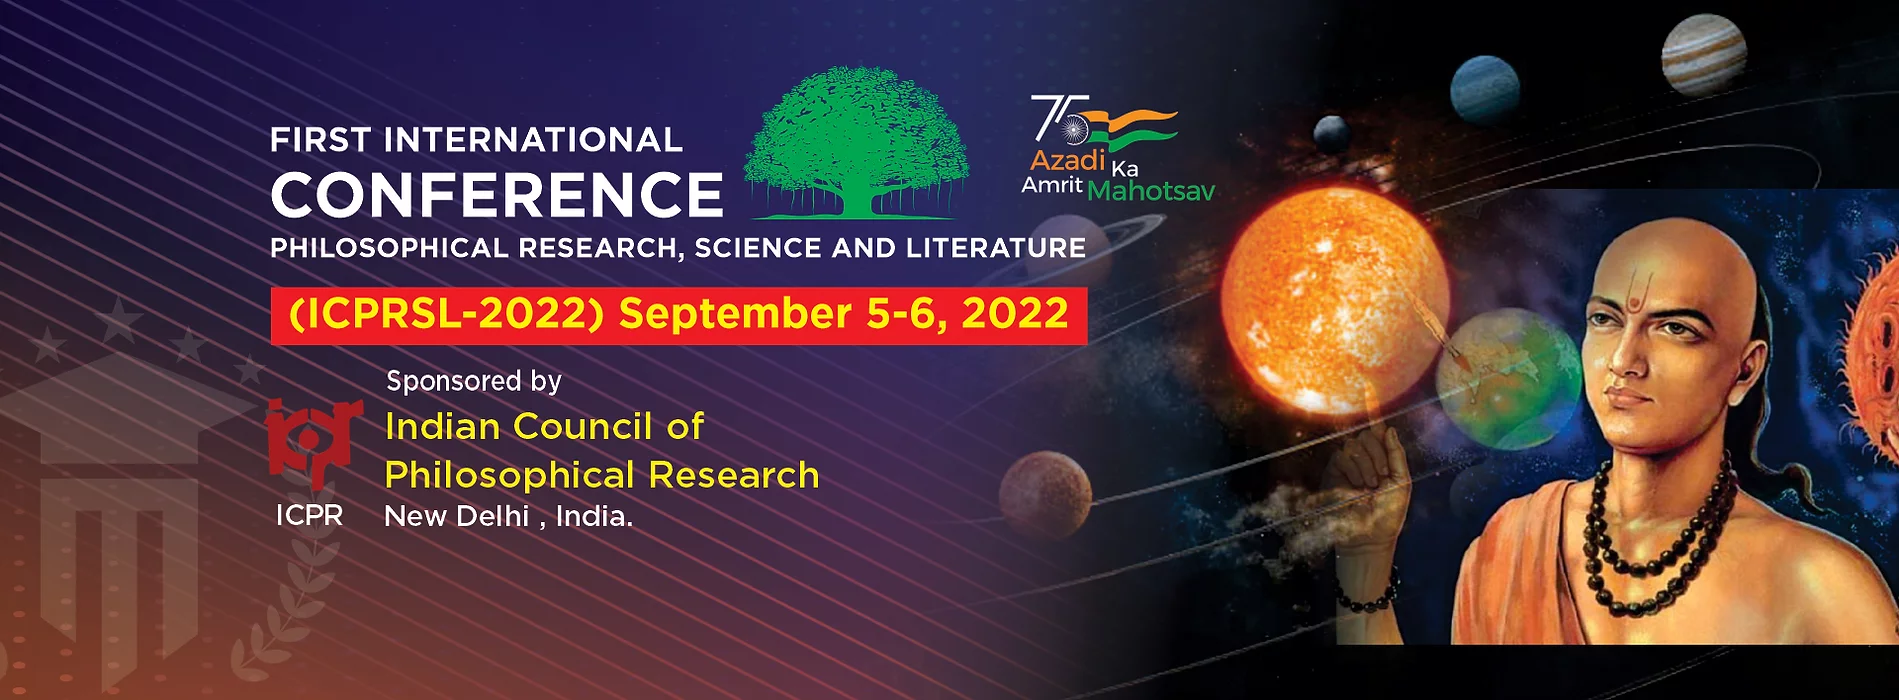 FIRST INTERNATIONAL
CONFERENCE
PHILOSOPHICAL RESEARCH, SCIENCE AND LITERATURE
(ICPRSL-2022) September 5-6, 2022
Sponsored by
Indian Council of
Philosophical Research
New Delhi , India.
icpr
ICPR
75
Azadi Ka
Amrit Mahotsav